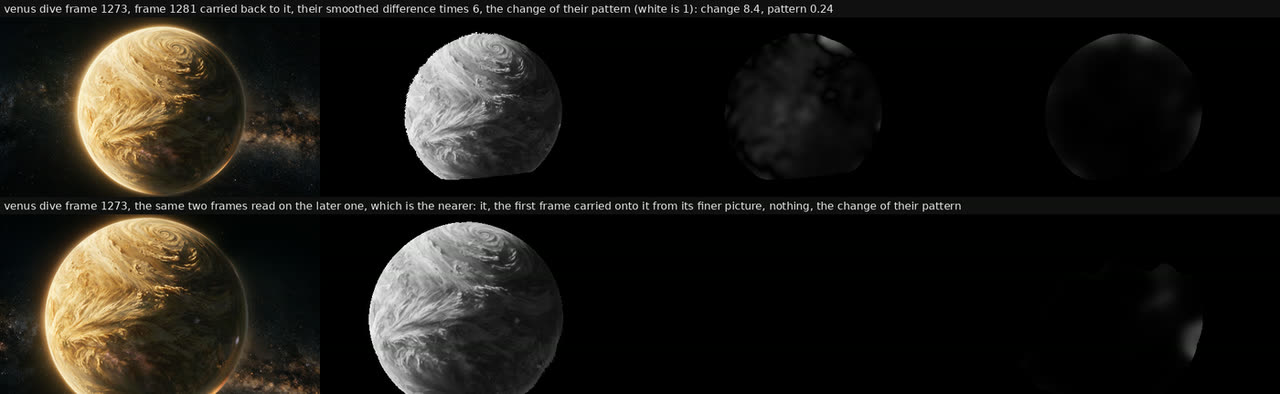 venus dive frame 1273, frame 1281 carried back to it, their smoothed difference times 6, the change of their pattern (white is 1): change 8.4, pattern 0.24
venus dive frame 1273, the same two frames read on the later one, which is the nearer: it, the first frame carried onto it from its finer picture, nothing, the change of their pattern